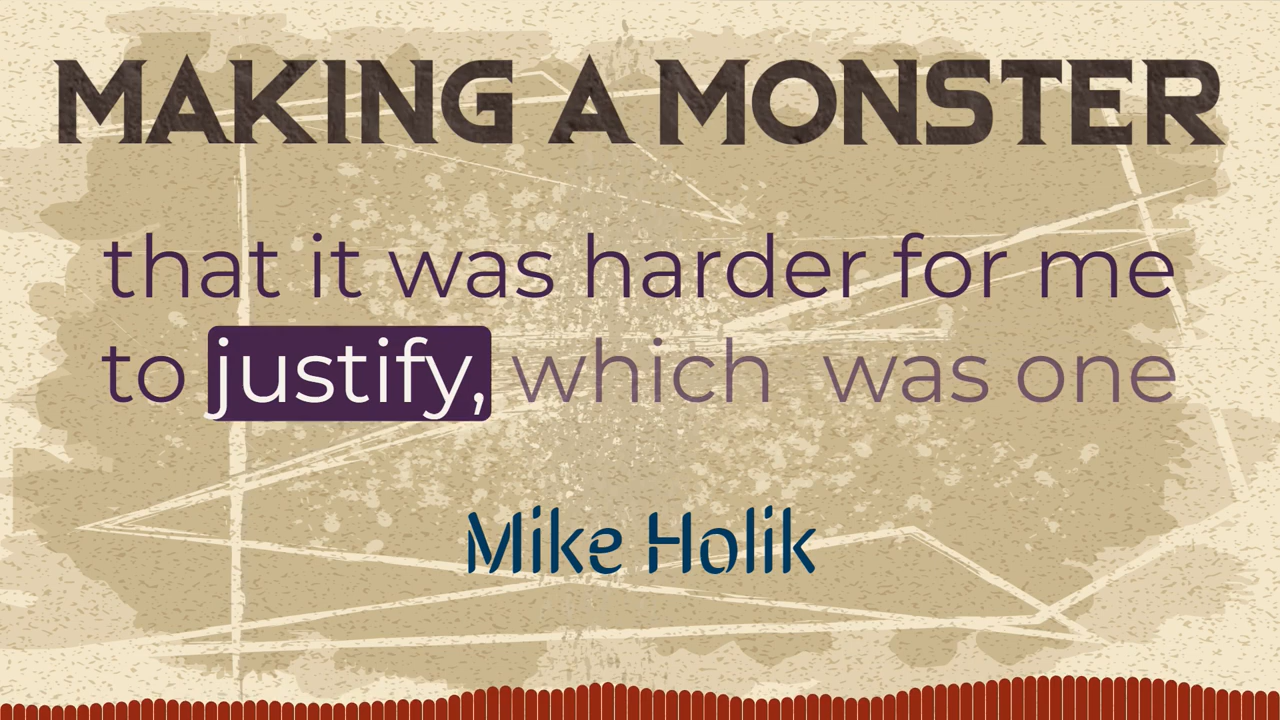 MAKING A MONSTER
that it was harder for me
to justify, which was one
Mike Holik